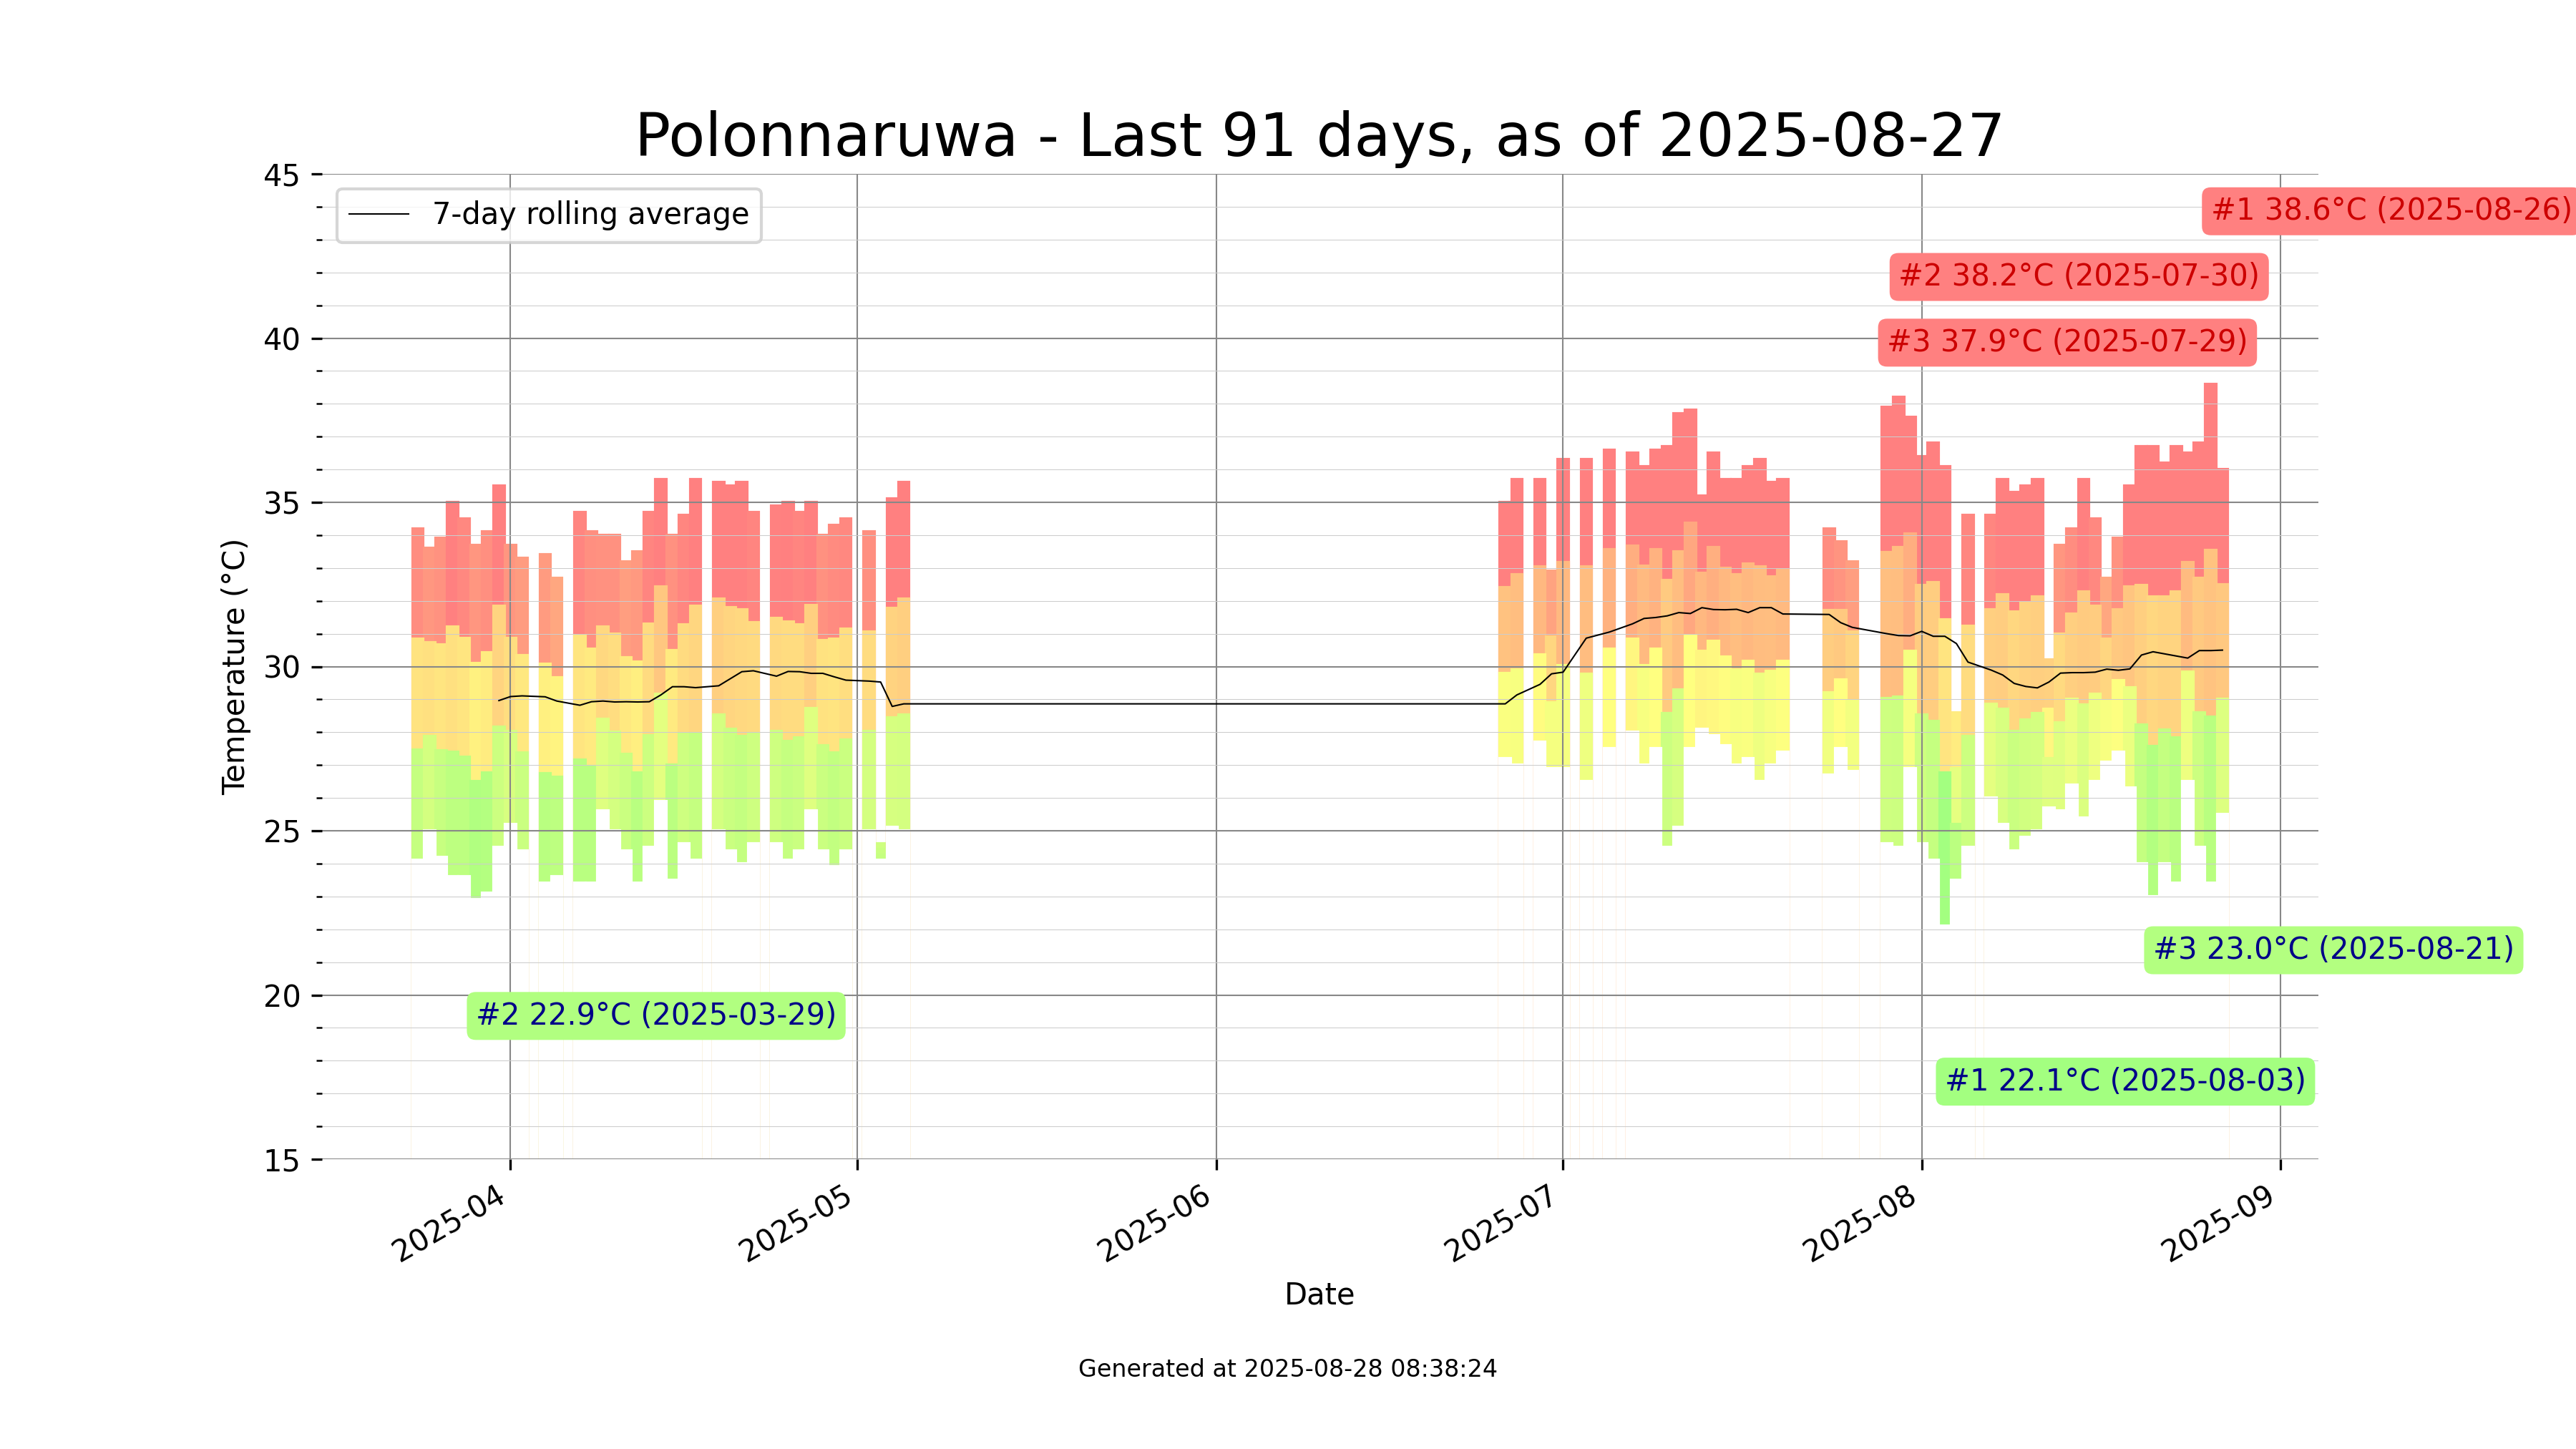 Polonnaruwa - Last 91 days, as of 2025-08-27
45
7-day rolling average
#1 38.6°C (2025-08-26)
#2 38.2°C (2025-07-30)
#3 37.9°C (2025-07-29)
40
35
30
25
20
15
Temperature (°C)
#3 23.0°C (2025-08-21)
#2 22.9°C (2025-03-29)
#1 22.1°C (2025-08-03)
2025-04
2025-05
2025-06
2025-07
2025-08
2025-09
Date
Generated at 2025-08-28 08:38:24